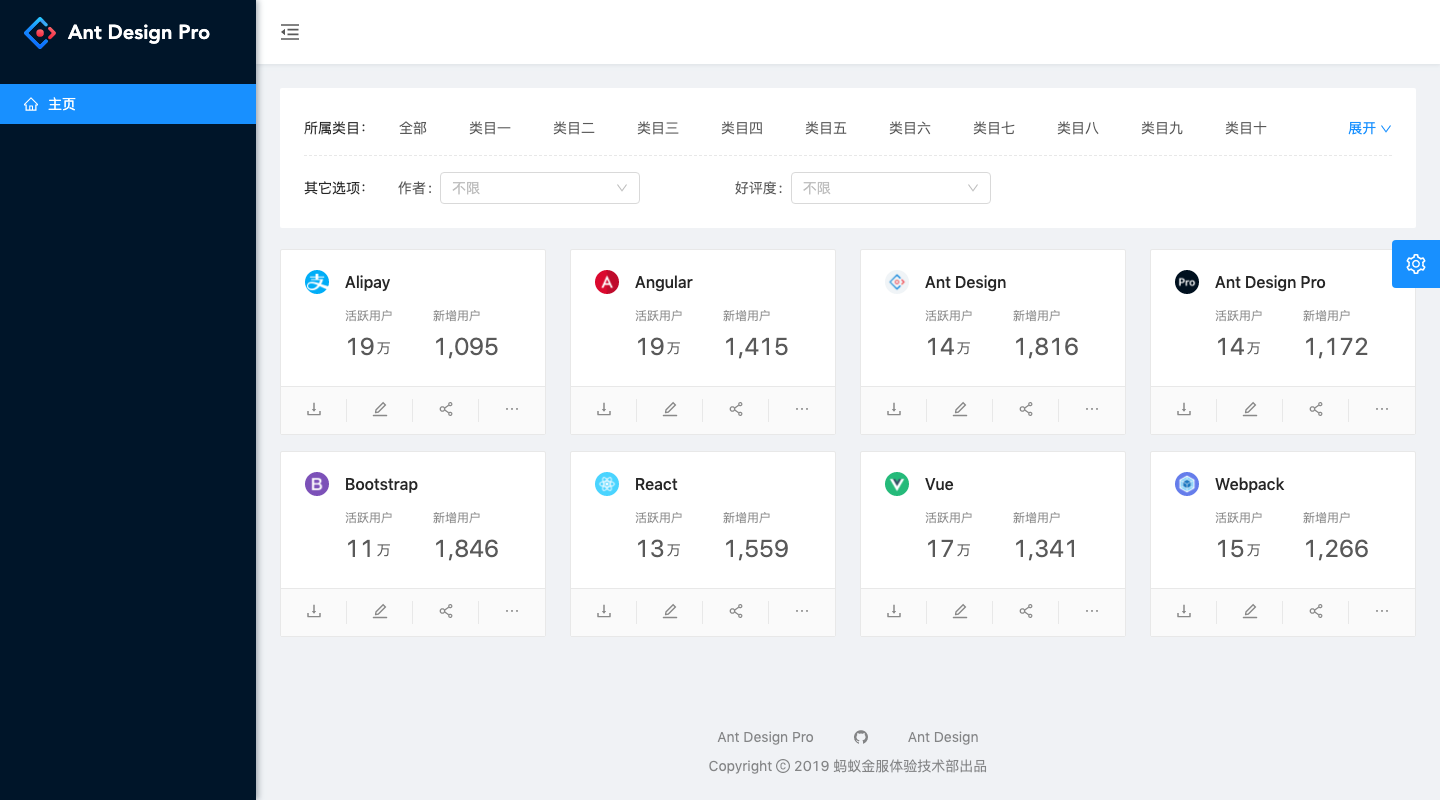 Ant Design Pro
主页
所属类目： 全部 类目一 类目二 类目三 类目四 类目五 类目六 类目七 类目八 类目九 类目十 展开
其它选项： 作者： 不限 好评度： 不限
Alipay
活跃用户 新增用户
19万 1,095
Angular
活跃用户 新增用户
19万 1,415
Ant Design
活跃用户 新增用户
14万 1,816
Pro Ant Design Pro
活跃用户 新增用户
14万 1,172
B Bootstrap
活跃用户 新增用户
11万 1,846
React
活跃用户 新增用户
13万 1,559
Vue
活跃用户 新增用户
17万 1,341
Webpack
活跃用户 新增用户
15万 1,266
Ant Design Pro Ant Design
Copyright © 2019 蚂蚁金服体验技术部出品